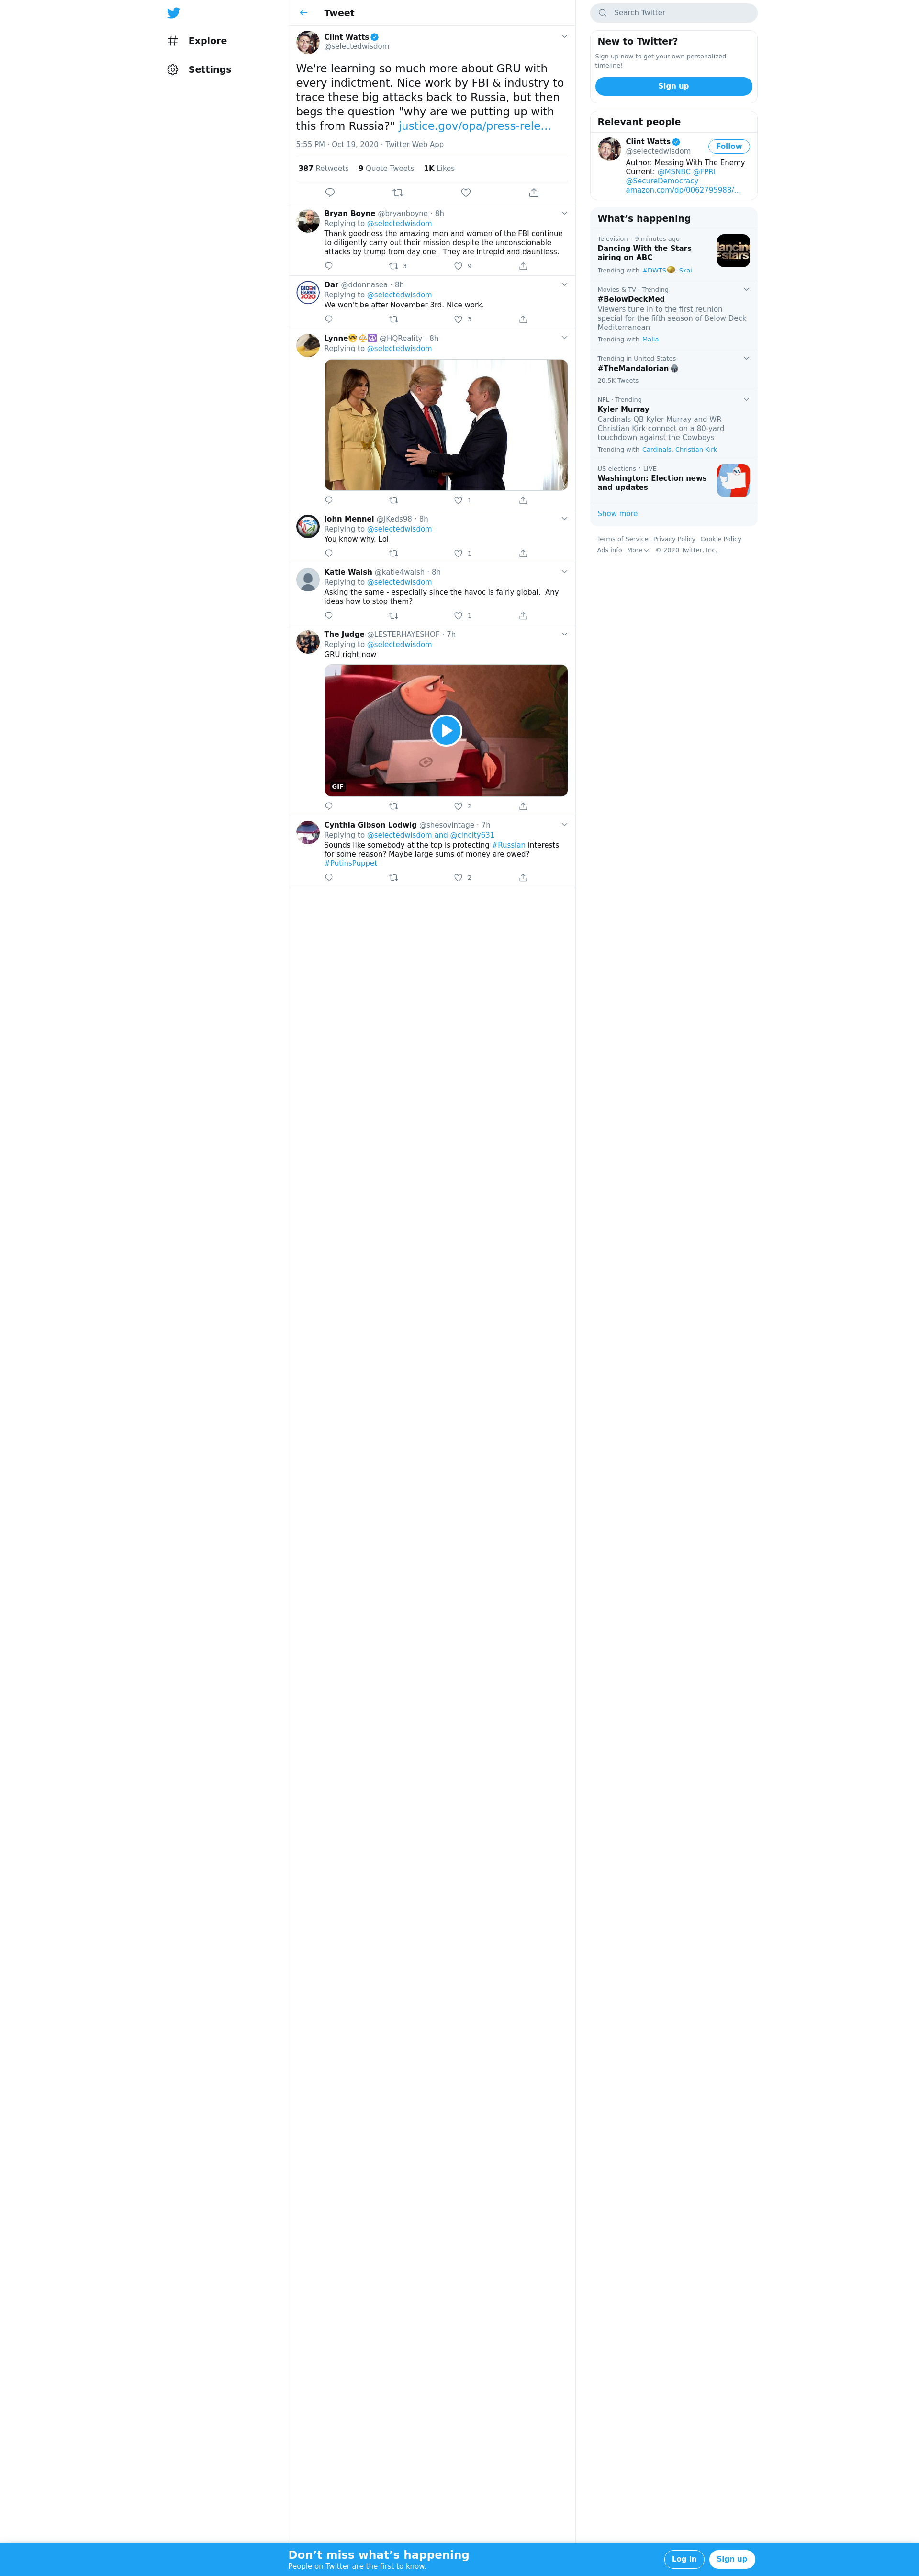 Explore
Settings
Tweet
Clint Watts
@selectedwisdom
We're learning so much more about GRU with
every indictment. Nice work by FBI & industry to
trace these big attacks back to Russia, but then
begs the question "why are we putting up with
this from Russia?" justice.gov/opa/press-rele…
5:55 PM · Oct 19, 2020 · Twitter Web App
387 Retweets 9 Quote Tweets 1K Likes
Bryan Boyne @bryanboyne · 8h
Replying to @selectedwisdom
Thank goodness the amazing men and women of the FBI continue
to diligently carry out their mission despite the unconscionable
attacks by trump from day one.  They are intrepid and dauntless.
3 9
BIDEN
HARRIS
2020
Dar @ddonnasea · 8h
Replying to @selectedwisdom
We won't be after November 3rd. Nice work.
3
Lynne @HQReality · 8h
Replying to @selectedwisdom
1
John Mennel @JKeds98 · 8h
Replying to @selectedwisdom
You know why. Lol
1
Katie Walsh @katie4walsh · 8h
Replying to @selectedwisdom
Asking the same - especially since the havoc is fairly global.  Any
ideas how to stop them?
1
The Judge @LESTERHAYESHOF · 7h
Replying to @selectedwisdom
GRU right now
GIF
2
Cynthia Gibson Lodwig @shesovintage · 7h
Replying to @selectedwisdom and @cincity631
Sounds like somebody at the top is protecting #Russian interests
for some reason? Maybe large sums of money are owed?
#PutinsPuppet
2
Search Twitter
New to Twitter?
Sign up now to get your own personalized
timeline!
Sign up
Relevant people
Clint Watts
@selectedwisdom
Follow
Author: Messing With The Enemy
Current: @MSNBC @FPRI
@SecureDemocracy
amazon.com/dp/0062795988/…
What's happening
Television · 9 minutes ago
Dancing With the Stars
airing on ABC
Trending with #DWTS, Skai
dancing
stars
Movies & TV · Trending
#BelowDeckMed
Viewers tune in to the first reunion
special for the fifth season of Below Deck
Mediterranean
Trending with Malia
Trending in United States
#TheMandalorian
20.5K Tweets
NFL · Trending
Kyler Murray
Cardinals QB Kyler Murray and WR
Christian Kirk connect on a 80-yard
touchdown against the Cowboys
Trending with Cardinals, Christian Kirk
US elections · LIVE
Washington: Election news
and updates
Show more
Terms of Service Privacy Policy Cookie Policy
Ads info More © 2020 Twitter, Inc.
Don't miss what's happening
People on Twitter are the first to know.
Log in
Sign up